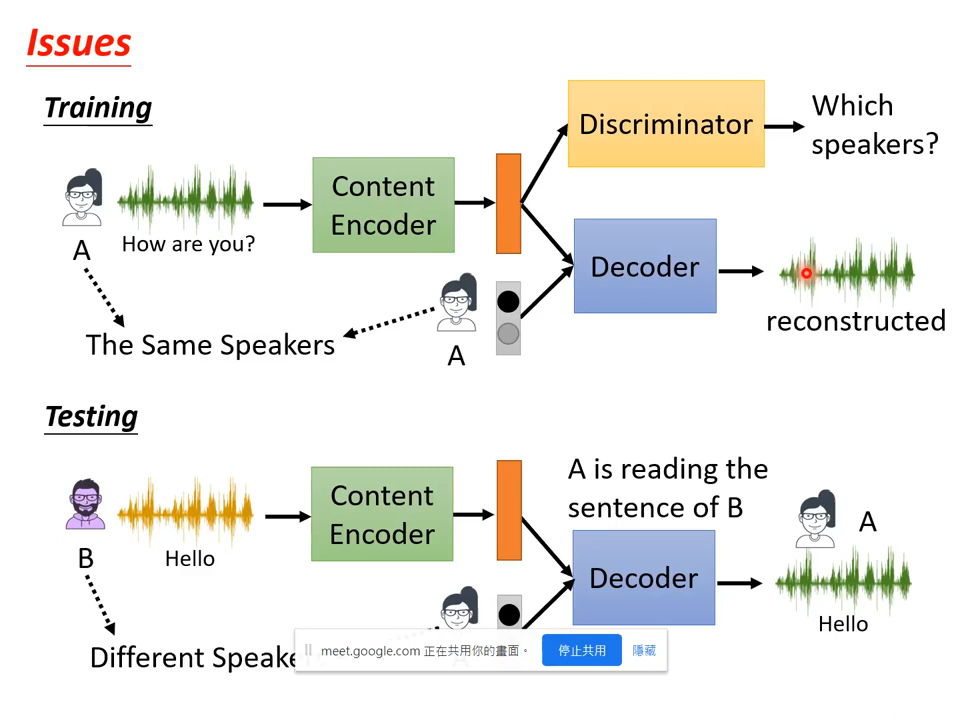 Issues
Training
Discriminator
Which
speakers?
Content
Encoder
A
How are you?
Decoder
reconstructed
The Same Speakers
A
Testing
A is reading the
sentence of B
Content
Encoder
A
B
Hello
Decoder
Hello
Different
meet.google.com 正在共用你的畫面。
停止共用
隱藏